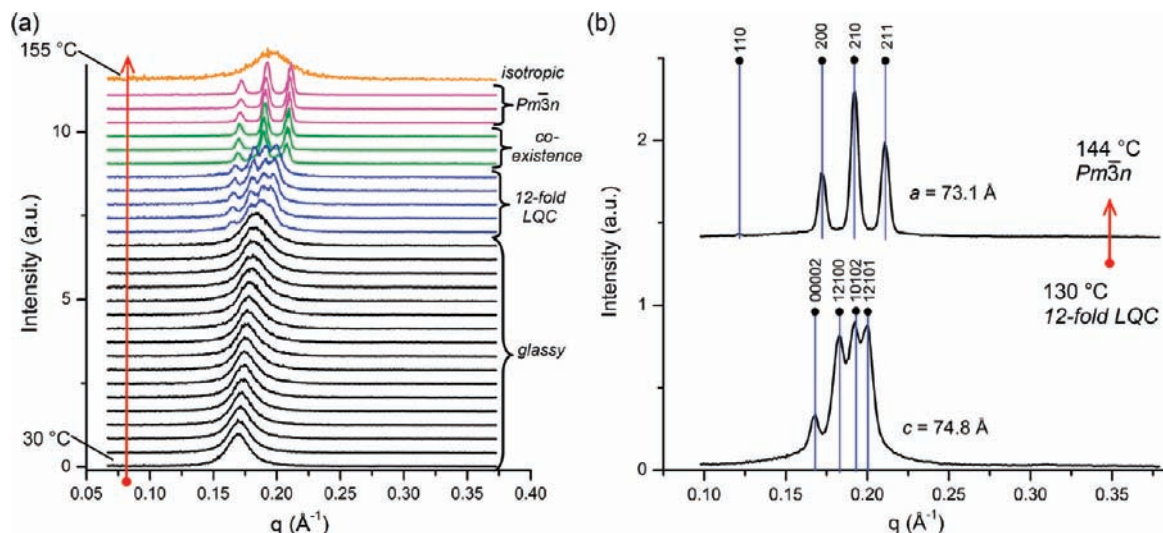 (a)
155 °C
isotropic
Pm3̄n
co-
existence
12-fold
LQC
glassy
30 °C
10
5
0
Intensity (a.u.)
0.05 0.10 0.15 0.20 0.25 0.30 0.35 0.40
q (Å⁻¹)
(b)
110
200
210
211
144 °C
Pm3̄n
a = 73.1 Å
00002
12100
10102
12101
130 °C
12-fold LQC
c = 74.8 Å
2
1
0
Intensity (a.u.)
0.10 0.15 0.20 0.25 0.30 0.35
q (Å⁻¹)